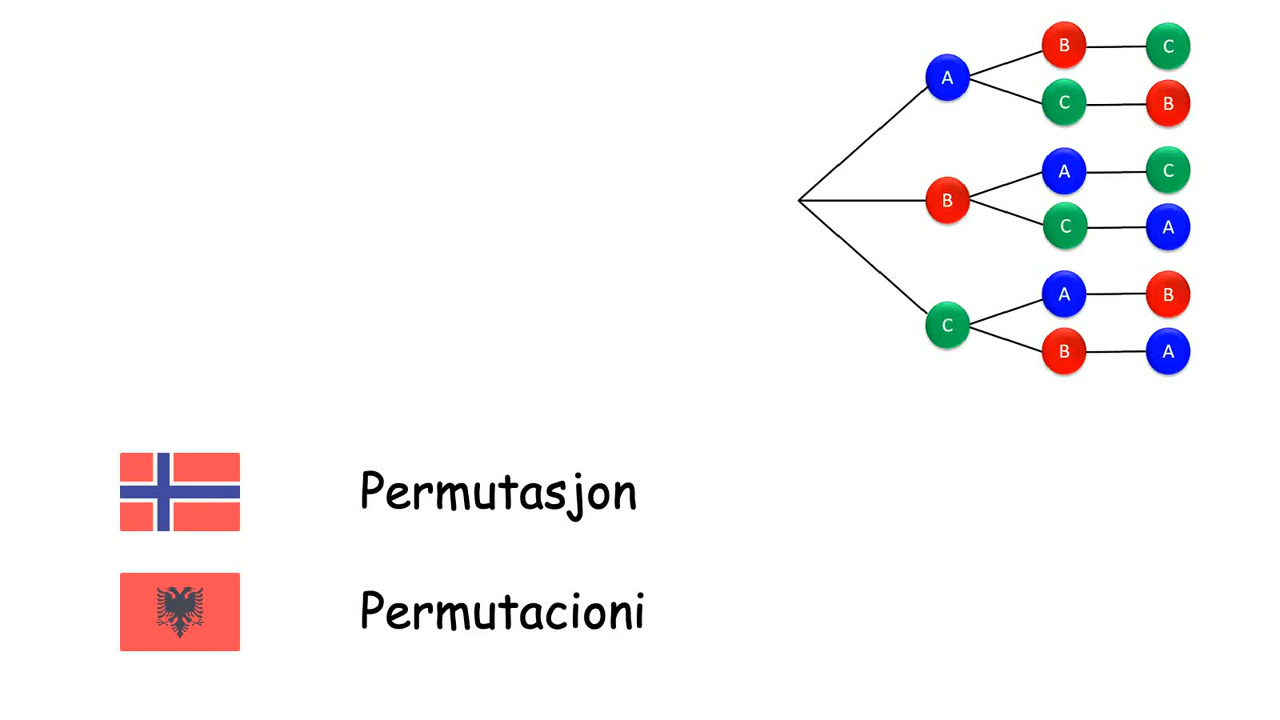 A B C
C B
B A C
C A
C A B
B A
Permutasjon
Permutacioni